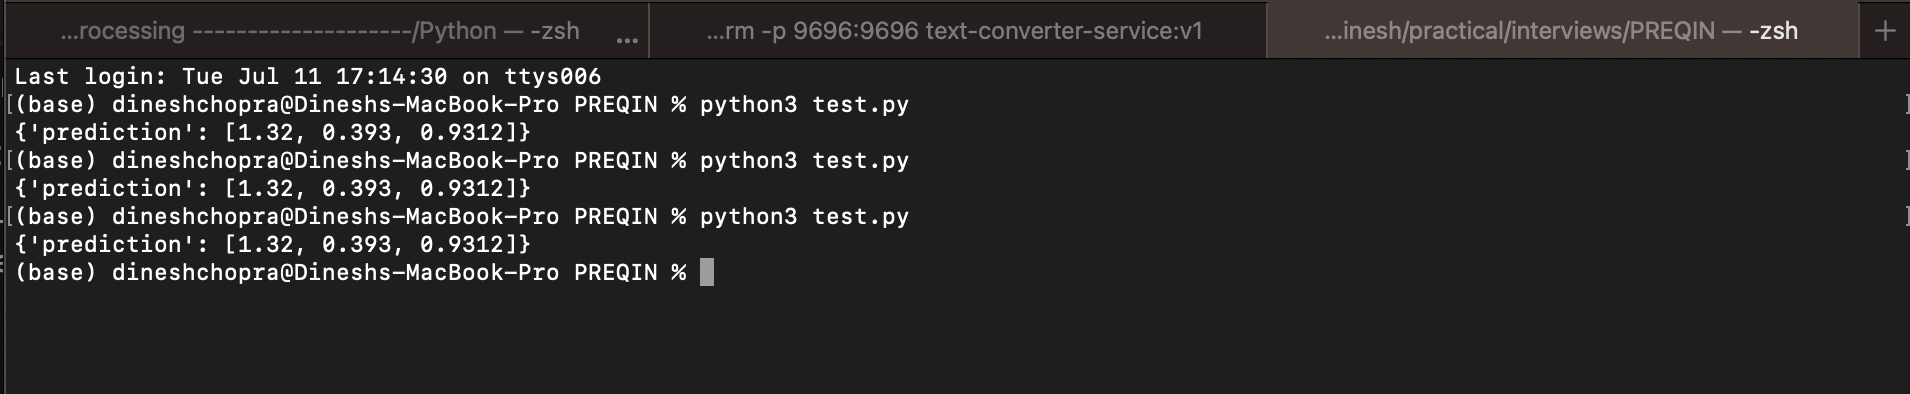 ...rocessing --------------------/Python — -zsh ...
...rm -p 9696:9696 text-converter-service:v1
...inesh/practical/interviews/PREQIN — -zsh +
Last login: Tue Jul 11 17:14:30 on ttys006
[(base) dineshchopra@Dineshs-MacBook-Pro PREQIN % python3 test.py ]
{'prediction': [1.32, 0.393, 0.9312]}
[(base) dineshchopra@Dineshs-MacBook-Pro PREQIN % python3 test.py ]
{'prediction': [1.32, 0.393, 0.9312]}
[(base) dineshchopra@Dineshs-MacBook-Pro PREQIN % python3 test.py ]
{'prediction': [1.32, 0.393, 0.9312]}
(base) dineshchopra@Dineshs-MacBook-Pro PREQIN %